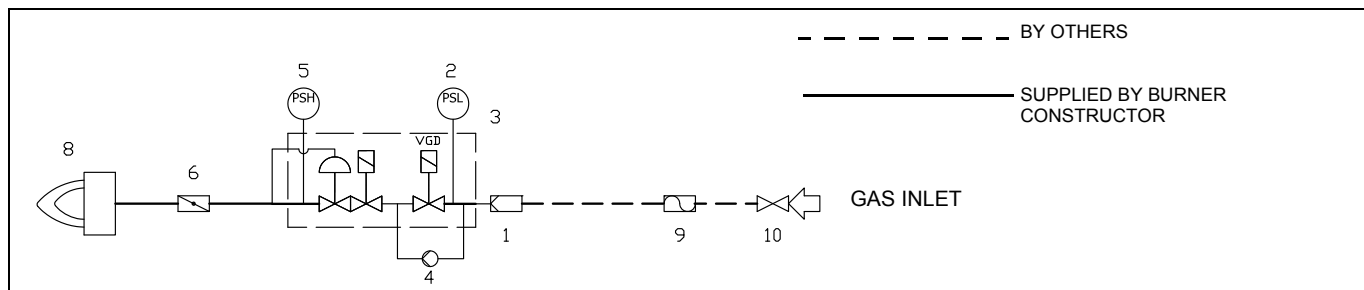 BY OTHERS
SUPPLIED BY BURNER
CONSTRUCTOR
5
2
PSH
PSL
3
VGD
8
6
GAS INLET
1
9
10
4